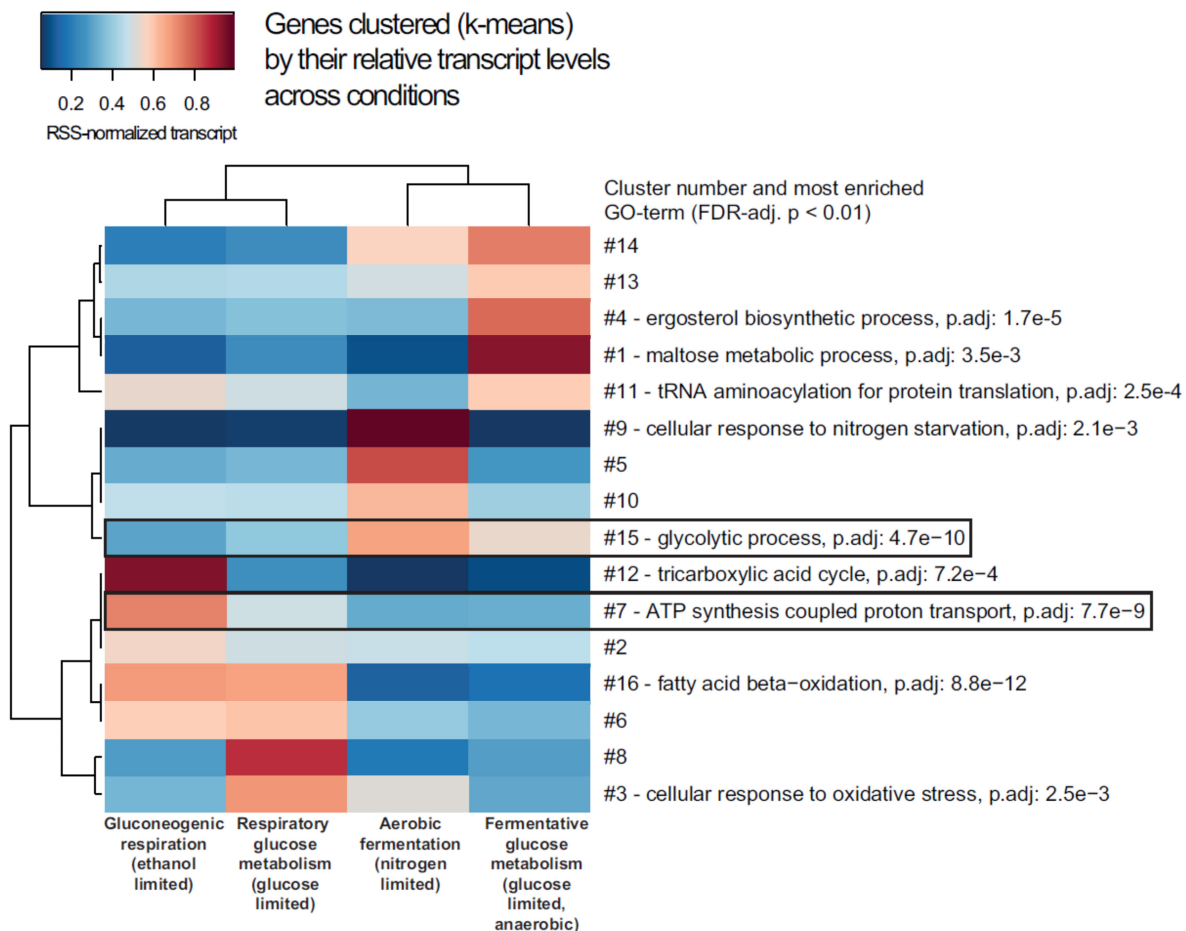 Genes clustered (k-means)
by their relative transcript levels
across conditions
0.2 0.4 0.6 0.8
RSS-normalized transcript
Cluster number and most enriched
GO-term (FDR-adj. p < 0.01)
#14
#13
#4 - ergosterol biosynthetic process, p.adj: 1.7e-5
#1 - maltose metabolic process, p.adj: 3.5e-3
#11 - tRNA aminoacylation for protein translation, p.adj: 2.5e-4
#9 - cellular response to nitrogen starvation, p.adj: 2.1e−3
#5
#10
#15 - glycolytic process, p.adj: 4.7e−10
#12 - tricarboxylic acid cycle, p.adj: 7.2e−4
#7 - ATP synthesis coupled proton transport, p.adj: 7.7e−9
#2
#16 - fatty acid beta−oxidation, p.adj: 8.8e−12
#6
#8
#3 - cellular response to oxidative stress, p.adj: 2.5e−3
Gluconeogenic
respiration
(ethanol
limited)
Respiratory
glucose
metabolism
(glucose
limited)
Aerobic
fermentation
(nitrogen
limited)
Fermentative
glucose
metabolism
(glucose
limited,
anaerobic)